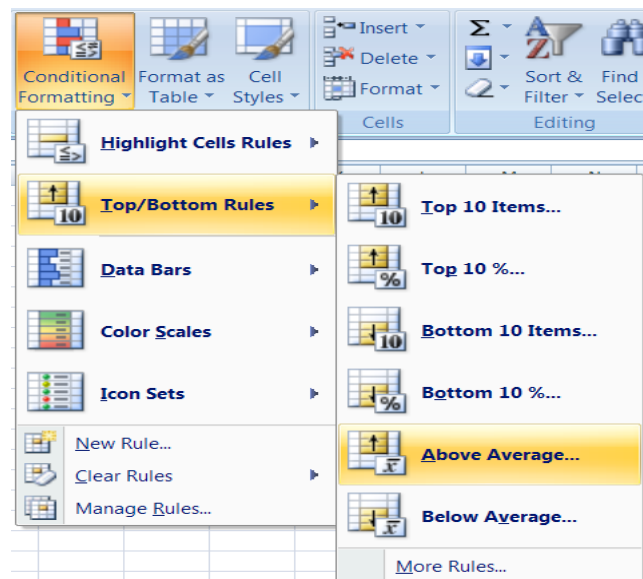 Conditional Formatting
Format as Table
Cell Styles
Insert
Delete
Format
Cells
Σ
A Z
Sort & Filter
Find
Selec
Editing
Highlight Cells Rules
Top/Bottom Rules
Data Bars
Color Scales
Icon Sets
New Rule...
Clear Rules
Manage Rules...
10
Top 10 Items...
%
Top 10 %...
10
Bottom 10 Items...
%
Bottom 10 %...
x̄
Above Average...
x̄
Below Average...
More Rules...